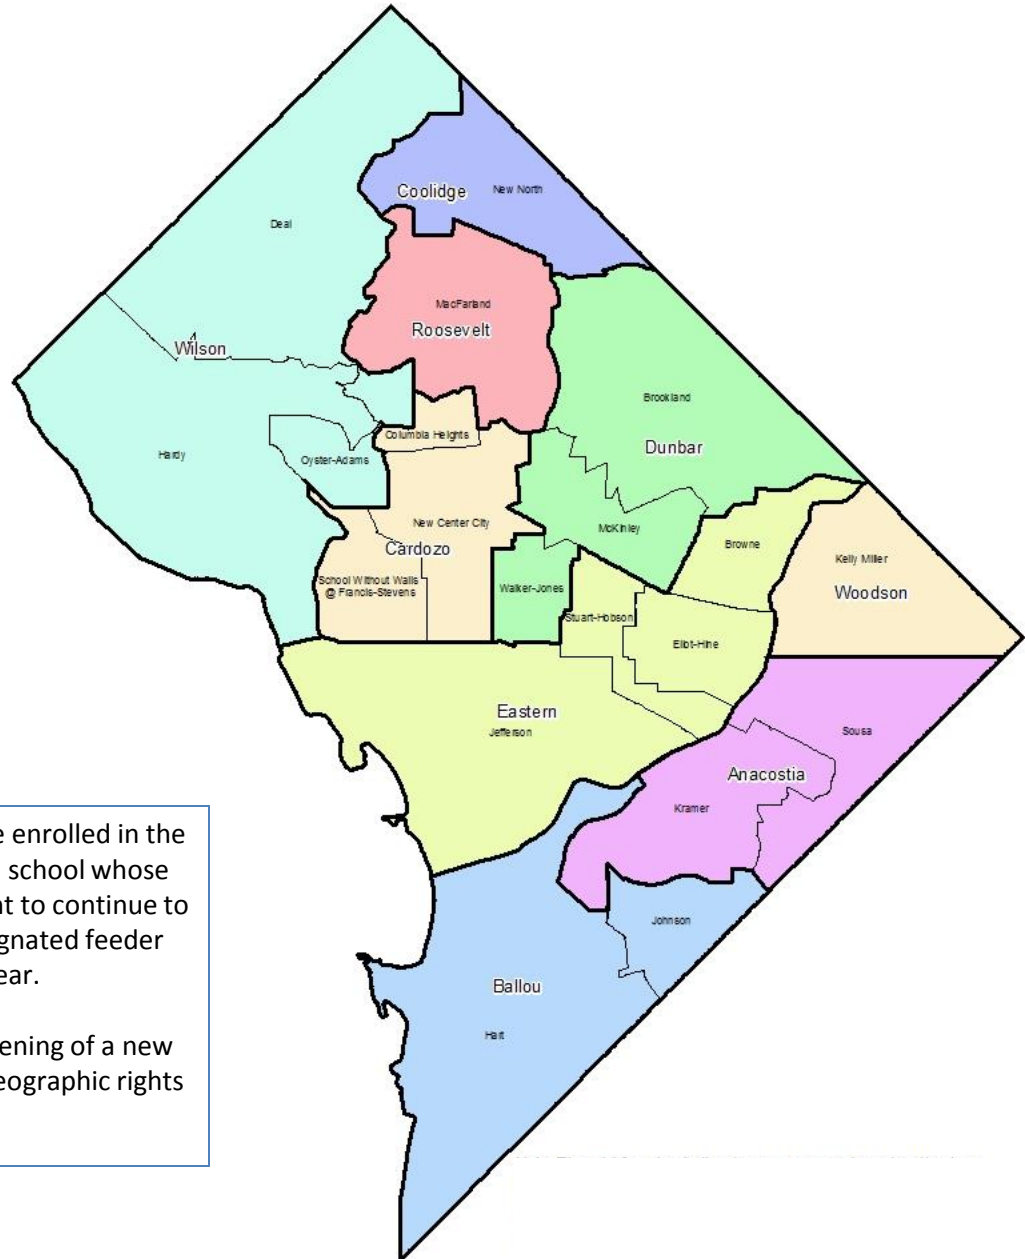 Coolidge
New North
Deal
MacFarland
Roosevelt
Wilson
Brookland
Columbia Heights
Dunbar
Hardy
Oyster-Adams
New Center City
McKinley
Browne
Cardozo
Kelly Miller
School Without Walls
@ Francis-Stevens
Walker-Jones
Woodson
Stuart-Hobson
Eliot-Hine
Eastern
Jefferson
Sousa
Anacostia
Kramer
e enrolled in the
school whose
t to continue to
gnated feeder
ear.
Johnson
Ballou
Hart
ening of a new
eographic rights